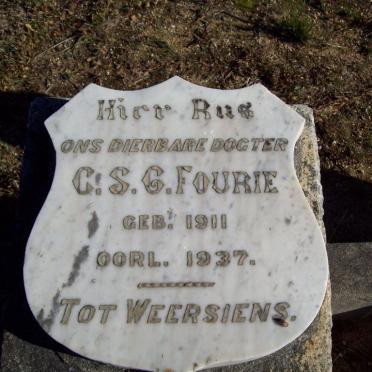 Hier Rus
ONS DIERBARE DOGTER
C.S.G. FOURIE
GEB. 1911
OORL. 1937.
TOT WEERSIENS.